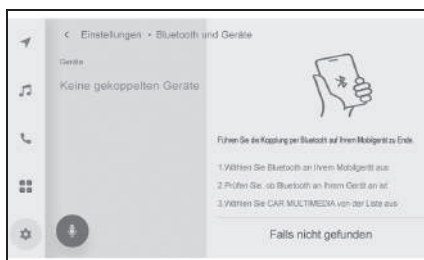 < Einstellungen • Bluetooth und Geräte
Geräte
Keine gekoppelten Geräte
Führen Sie die Kopplung per Bluetooth auf Ihrem Mobilgerät zu Ende.
1.Wählen Sie Bluetooth an Ihrem Mobilgerät aus
2.Prüfen Sie, ob Bluetooth an Ihrem Gerät an ist
3.Wählen Sie CAR MULTIMEDIA von der Liste aus
Falls nicht gefunden